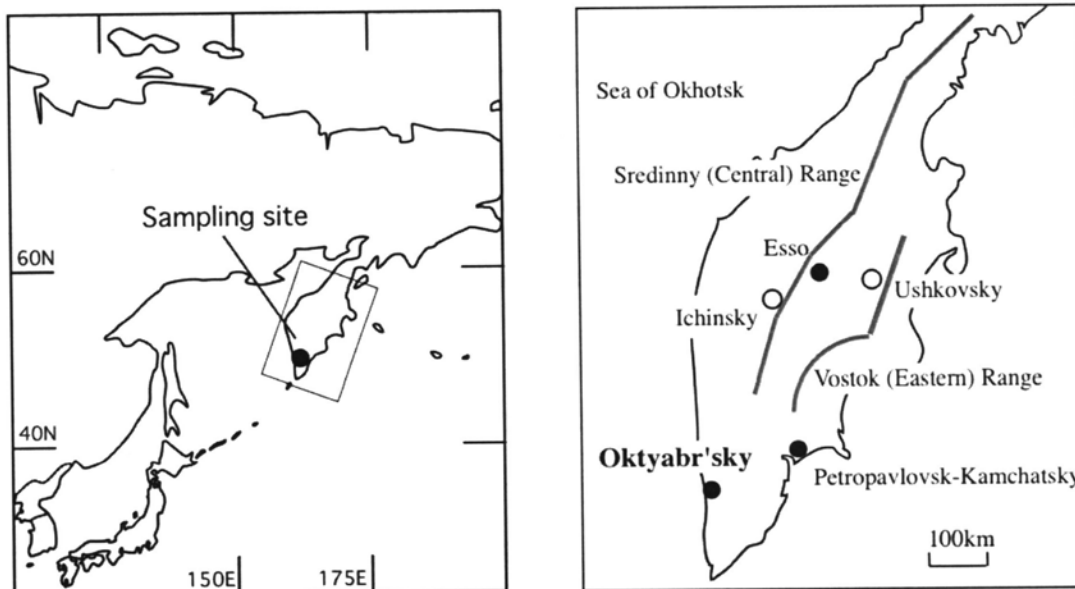 Sampling site
60N
40N
150E
175E
Sea of Okhotsk
Sredinny (Central) Range
Esso
Ichinsky
Ushkovsky
Vostok (Eastern) Range
Oktyabr'sky
Petropavlovsk-Kamchatsky
100km